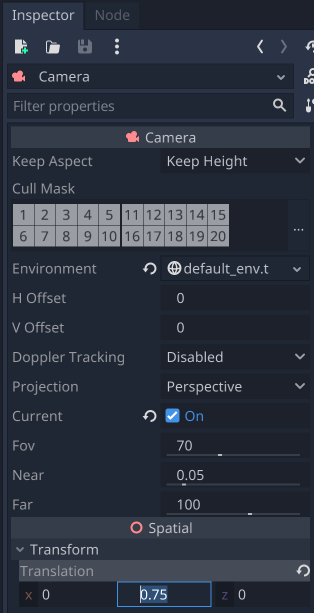 Inspector Node
Camera
Filter properties
Camera
Keep Aspect Keep Height
Cull Mask
1 2 3 4 5 11 12 13 14 15
6 7 8 9 10 16 17 18 19 20
...
Environment default_env.t
H Offset 0
V Offset 0
Doppler Tracking Disabled
Projection Perspective
Current On
Fov 70
Near 0.05
Far 100
Spatial
Transform
Translation
x 0 0.75 z 0